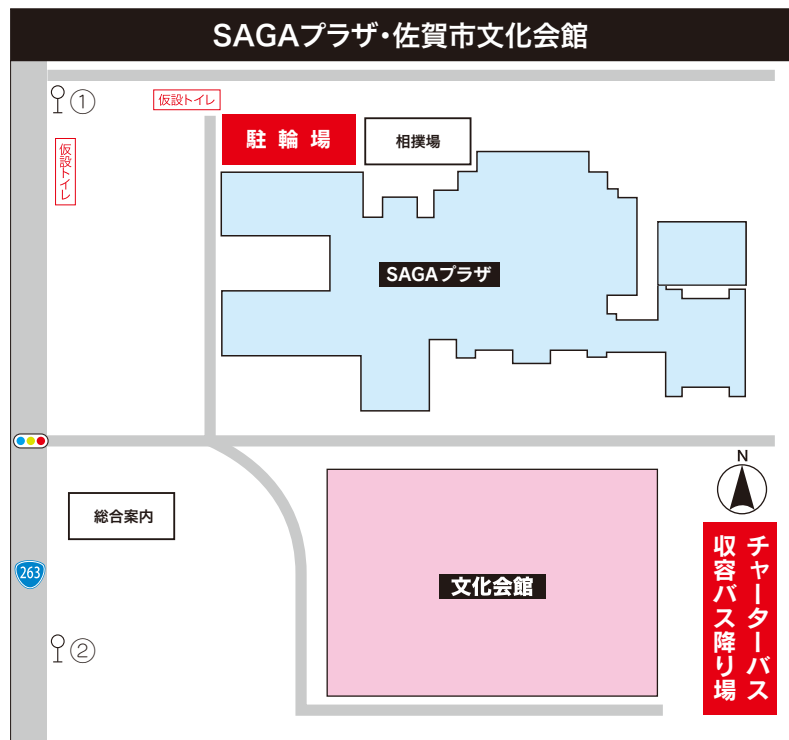 SAGAプラザ・佐賀市文化会館
①
仮設トイレ
仮設トイレ
駐輪場
相撲場
SAGAプラザ
N
総合案内
263
文化会館
チャーターバス
収容バス降り場
②